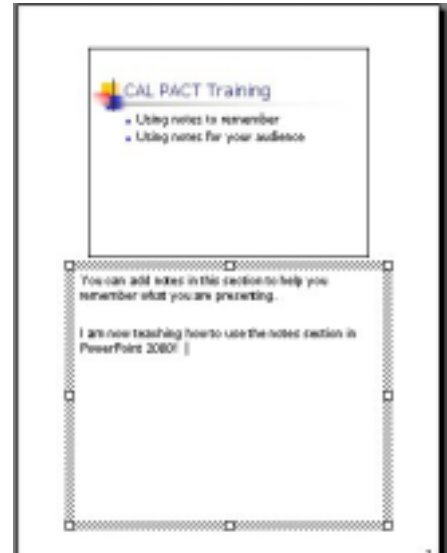 CAL PACT Training
Using notes to remember
Using notes for your audience
You can add notes in this section to help you
remember what you are presenting.
I am now teaching how to use the notes section in
PowerPoint 2000!